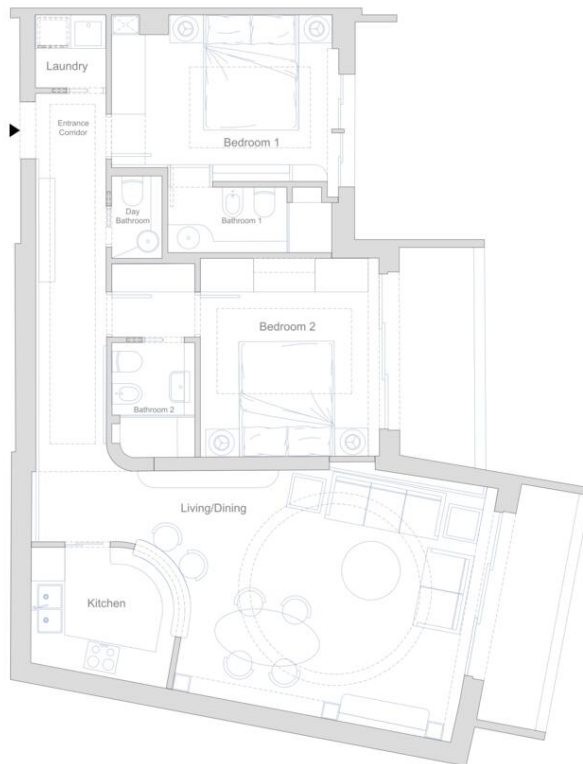 Laundry
Entrance
Corridor
Bedroom 1
Day
Bathroom
Bathroom 1
Bedroom 2
Bathroom 2
Living/Dining
Kitchen